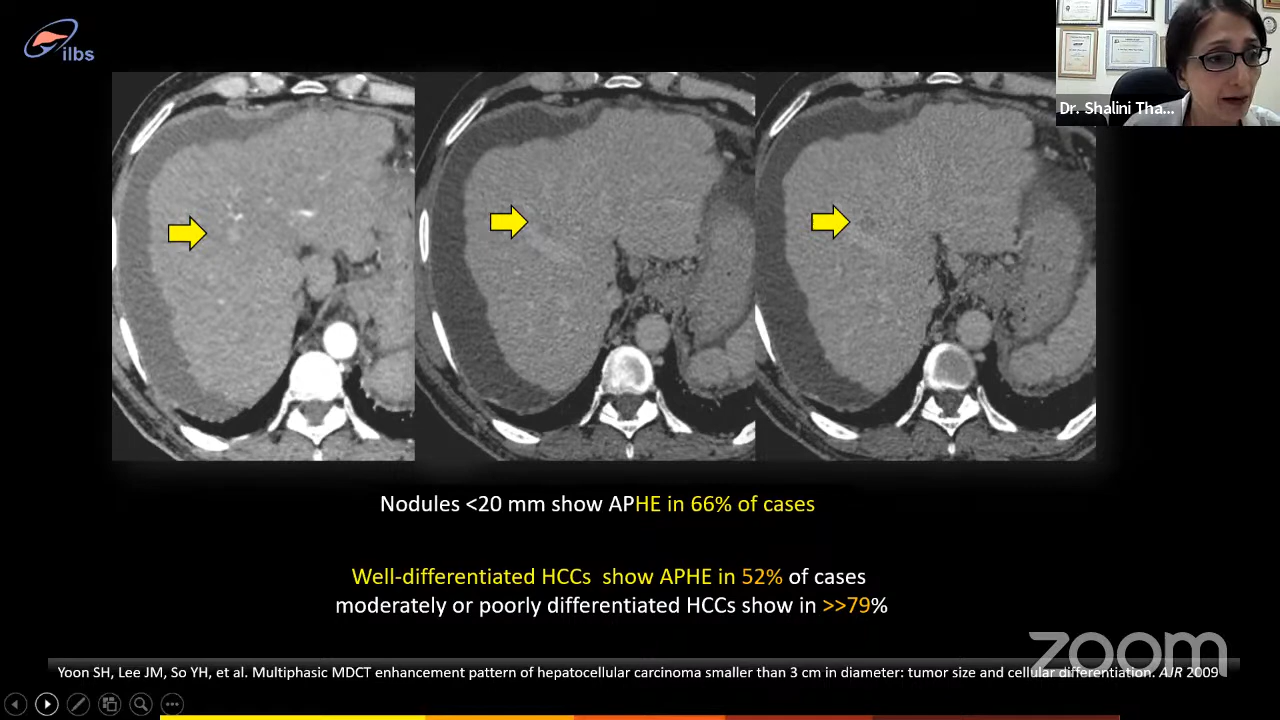 ilbs
Dr. Shalini Tha...
Nodules <20 mm show APHE in 66% of cases
Well-differentiated HCCs show APHE in 52% of cases
moderately or poorly differentiated HCCs show in >>79%
zoom
Yoon SH, Lee JM, So YH, et al. Multiphasic MDCT enhancement pattern of hepatocellular carcinoma smaller than 3 cm in diameter: tumor size and cellular differentiation. AJR 2009